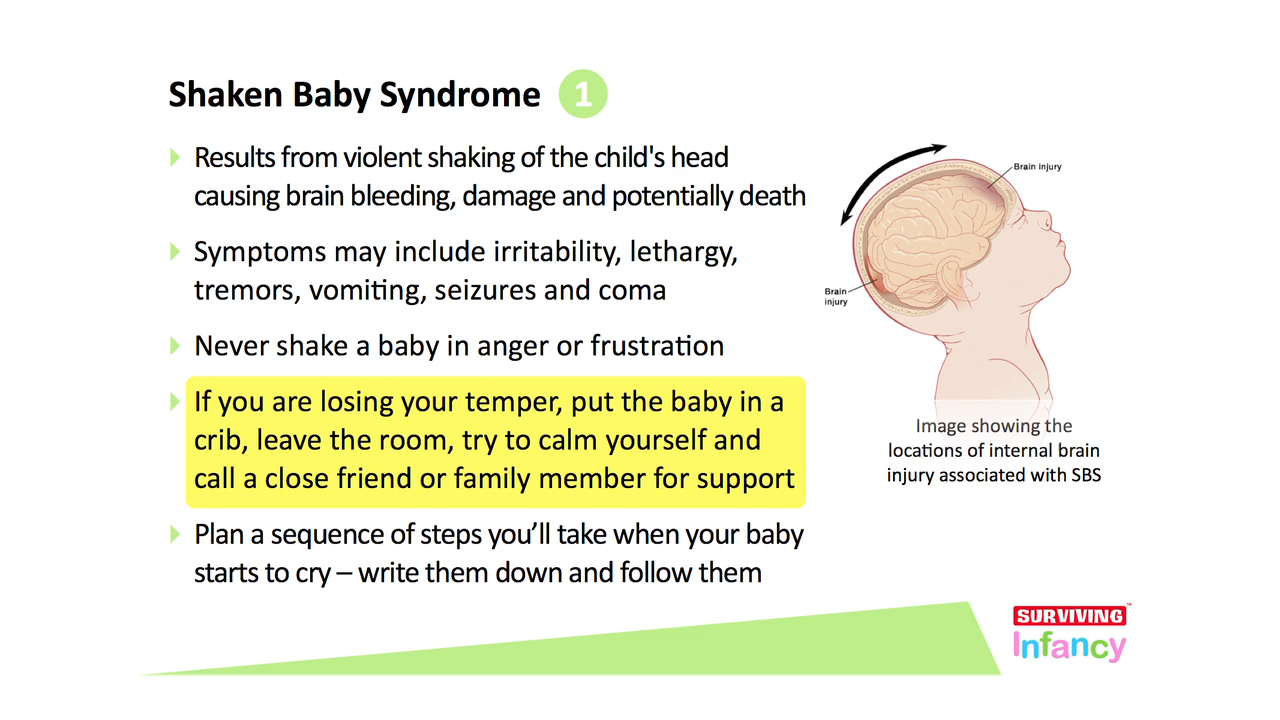 Shaken Baby Syndrome 1
Results from violent shaking of the child's head
causing brain bleeding, damage and potentially death
Symptoms may include irritability, lethargy,
tremors, vomiting, seizures and coma
Never shake a baby in anger or frustration
If you are losing your temper, put the baby in a
crib, leave the room, try to calm yourself and
call a close friend or family member for support
Plan a sequence of steps you’ll take when your baby
starts to cry – write them down and follow them
Brain injury
Brain
injury
Image showing the
locations of internal brain
injury associated with SBS
SURVIVING™
Infancy